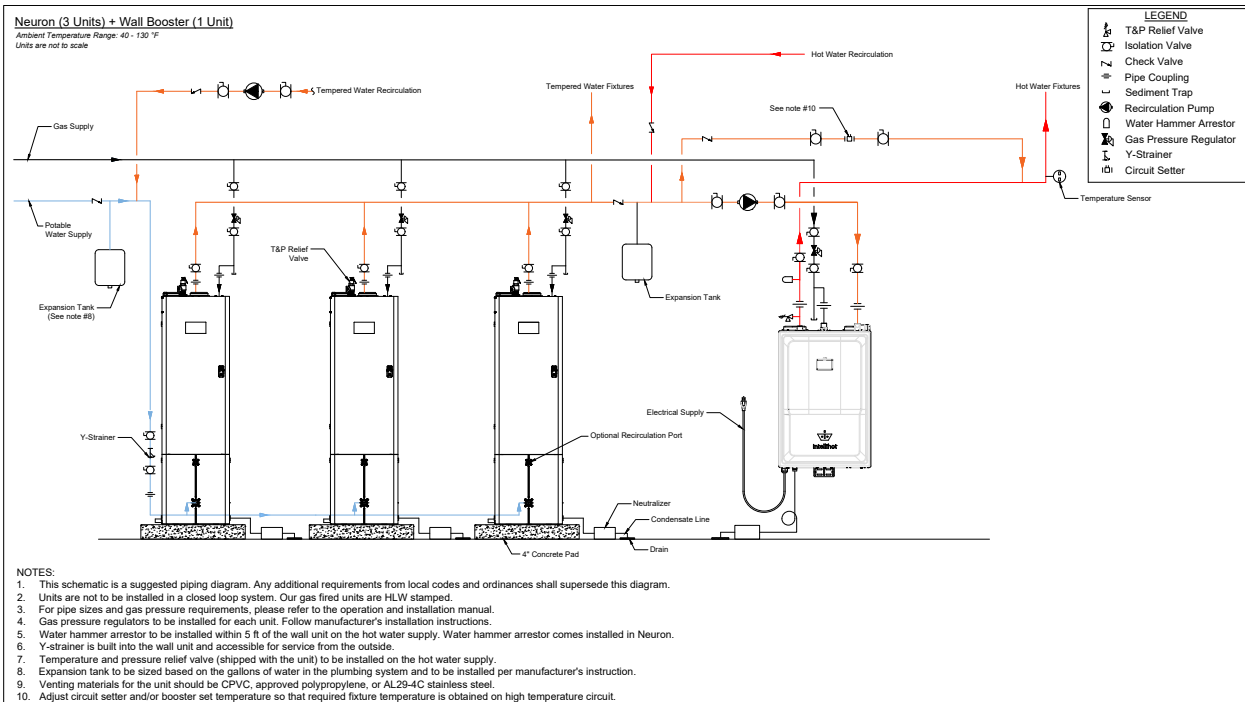 Neuron (3 Units) + Wall Booster (1 Unit)
Ambient Temperature Range: 40 - 130 °F
Units are not to scale
LEGEND
T&P Relief Valve
Isolation Valve
Check Valve
Pipe Coupling
Sediment Trap
Recirculation Pump
Water Hammer Arrestor
Gas Pressure Regulator
Y-Strainer
Circuit Setter
Hot Water Recirculation
Tempered Water Recirculation
Tempered Water Fixtures
Hot Water Fixtures
See note #10
Gas Supply
Temperature Sensor
Potable
Water Supply
T&P Relief
Valve
Expansion Tank
(See note #8)
Expansion Tank
Electrical Supply
Y-Strainer
Optional Recirculation Port
intellihot
Neutralizer
Condensate Line
Drain
4" Concrete Pad
NOTES:
1. This schematic is a suggested piping diagram. Any additional requirements from local codes and ordinances shall supersede this diagram.
2. Units are not to be installed in a closed loop system. Our gas fired units are HLW stamped.
3. For pipe sizes and gas pressure requirements, please refer to the operation and installation manual.
4. Gas pressure regulators to be installed for each unit. Follow manufacturer's installation instructions.
5. Water hammer arrestor to be installed within 5 ft of the wall unit on the hot water supply. Water hammer arrestor comes installed in Neuron.
6. Y-strainer is built into the wall unit and accessible for service from the outside.
7. Temperature and pressure relief valve (shipped with the unit) to be installed on the hot water supply.
8. Expansion tank to be sized based on the gallons of water in the plumbing system and to be installed per manufacturer's instruction.
9. Venting materials for the unit should be CPVC, approved polypropylene, or AL29-4C stainless steel.
10. Adjust circuit setter and/or booster set temperature so that required fixture temperature is obtained on high temperature circuit.